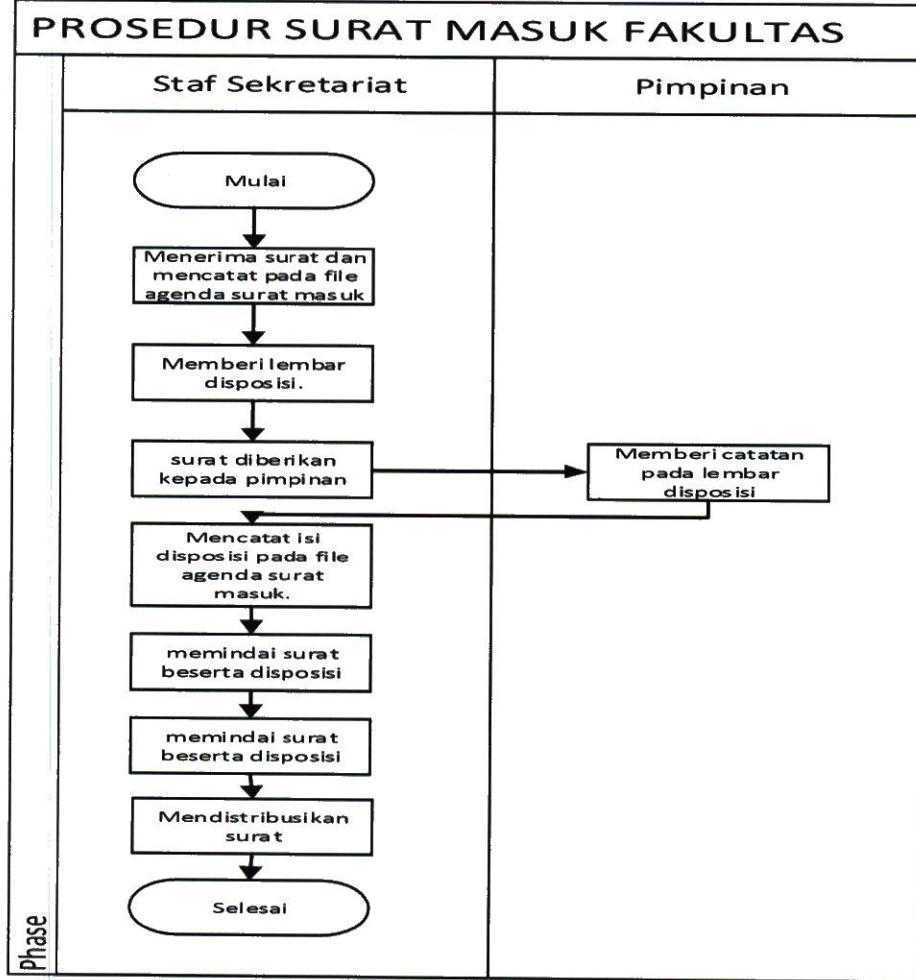 PROSEDUR SURAT MASUK FAKULTAS
Staf Sekretariat
Pimpinan
Mulai
Menerima surat dan
mencatat pada file
agenda surat masuk
Memberi lembar
disposisi.
surat diberikan
kepada pimpinan
Memberi catatan
pada lembar
disposisi
Mencatat isi
disposisi pada file
agenda surat
masuk.
memindai surat
beserta disposisi
memindai surat
beserta disposisi
Mendistribusikan
surat
Selesai
Phase